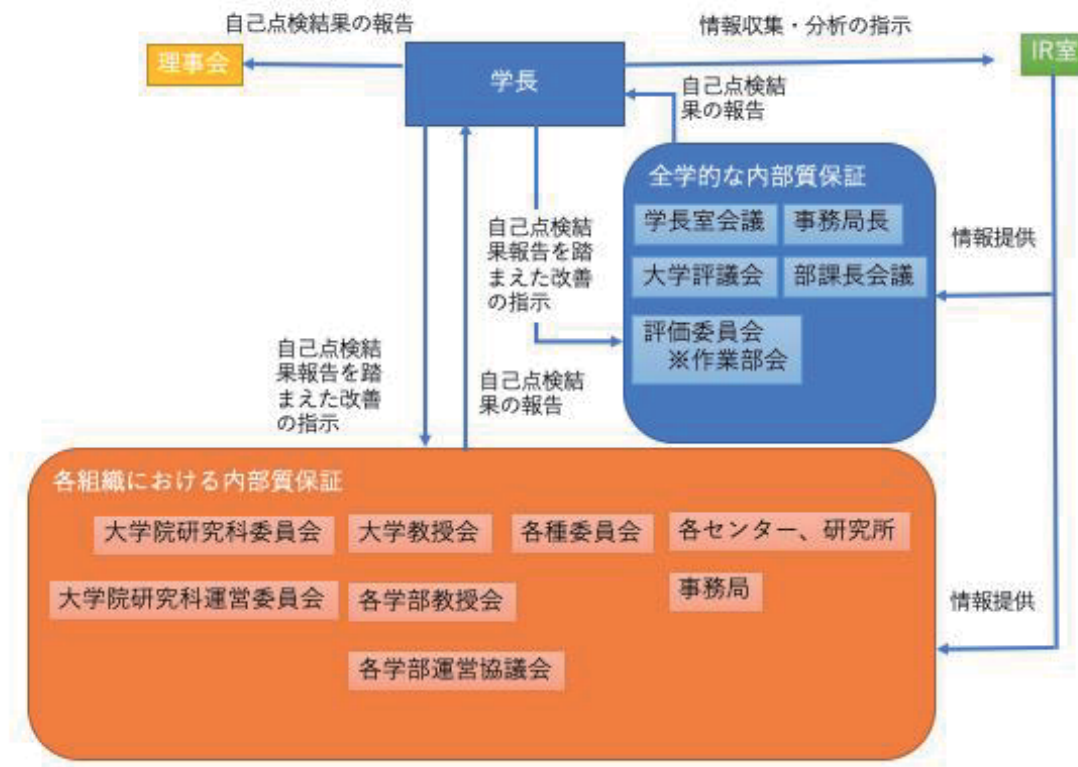 自己点検結果の報告
情報収集・分析の指示
理事会
学長
IR室
自己点検結
果の報告
全学的な内部質保証
学長室会議
事務局長
大学評議会
部課長会議
評価委員会
※作業部会
情報提供
自己点検結
果報告を踏
まえた改善
の指示
自己点検結
果報告を踏
まえた改善
の指示
自己点検結
果の報告
各組織における内部質保証
大学院研究科委員会
大学教授会
各種委員会
各センター、研究所
大学院研究科運営委員会
各学部教授会
事務局
各学部運営協議会
情報提供